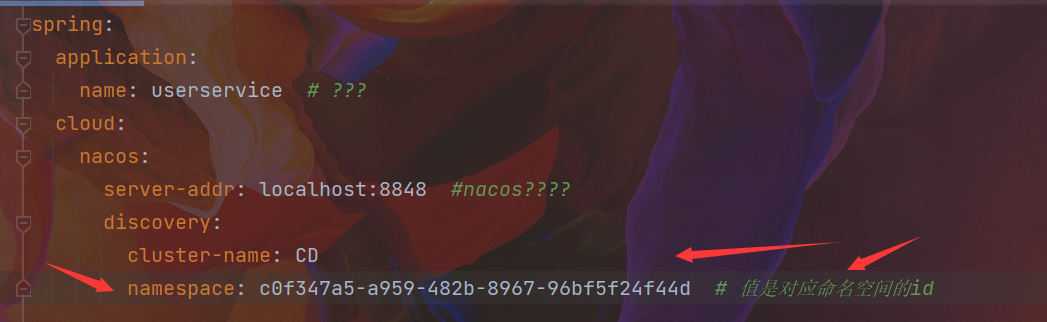 spring:
application:
name: userservice # ???
cloud:
nacos:
server-addr: localhost:8848 #nacos????
discovery:
cluster-name: CD
namespace: c0f347a5-a959-482b-8967-96bf5f24f44d # 值是对应命名空间的id